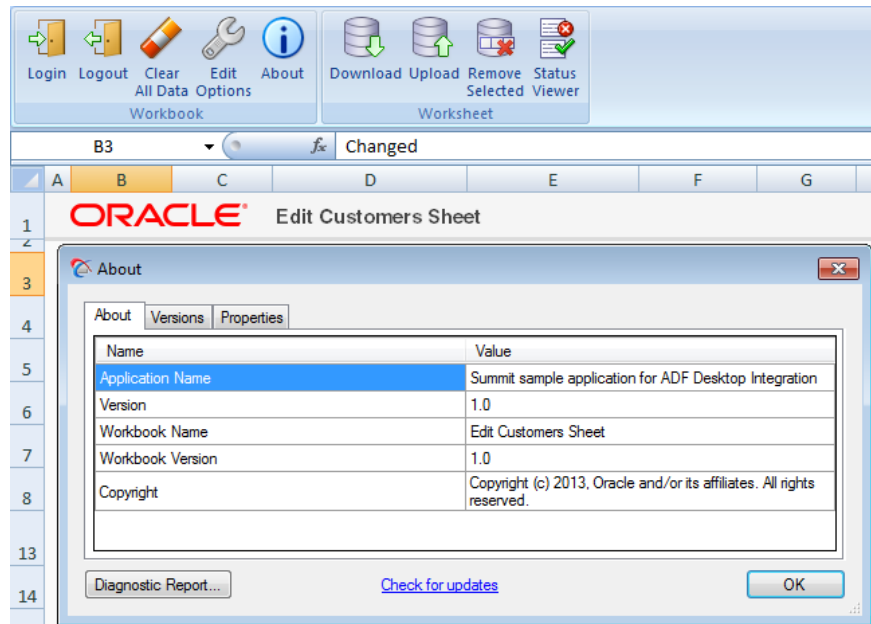 Login Logout Clear All Data Edit Options About Download Upload Remove Selected Status Viewer
Workbook Worksheet
B3 fx Changed
A B C D E F G
1 ORACLE® Edit Customers Sheet
2
3 About
4 About Versions Properties
Name Value
5 Application Name Summit sample application for ADF Desktop Integration
6 Version 1.0
Workbook Name Edit Customers Sheet
7 Workbook Version 1.0
8 Copyright Copyright (c) 2013, Oracle and/or its affiliates. All rights
reserved.
13
14 Diagnostic Report... Check for updates OK